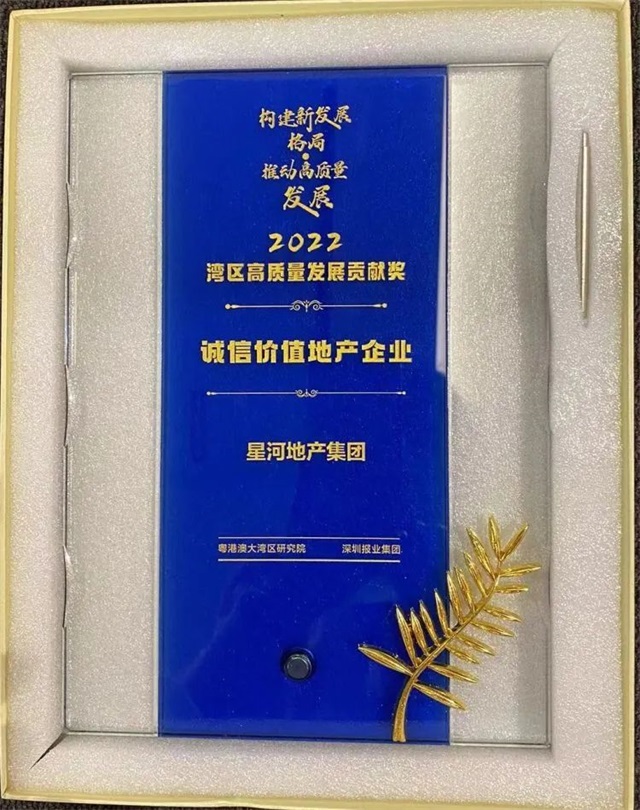 构建新发展
格局
推动高质量
发展
2022
湾区高质量发展贡献奖
诚信价值地产企业
星河地产集团
粤港澳大湾区研究院 深圳报业集团